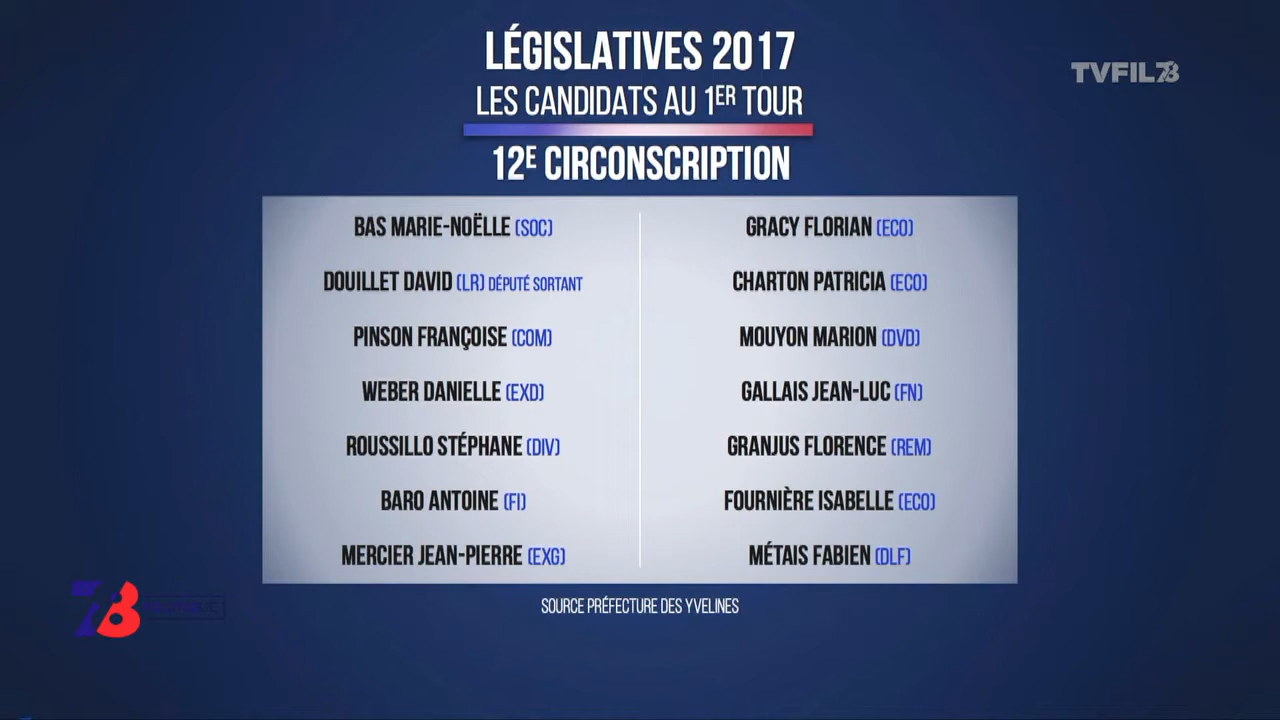 LÉGISLATIVES 2017
TVFIL78
LES CANDIDATS AU 1ER TOUR
12E CIRCONSCRIPTION
BAS MARIE-NOËLLE (SOC)
DOUILLET DAVID (LR) DÉPUTÉ SORTANT
PINSON FRANÇOISE (COM)
WEBER DANIELLE (EXD)
ROUSSILLO STÉPHANE (DIV)
BARO ANTOINE (FI)
MERCIER JEAN-PIERRE (EXG)
GRACY FLORIAN (ECO)
CHARTON PATRICIA (ECO)
MOUYON MARION (DVD)
GALLAIS JEAN-LUC (FN)
GRANJUS FLORENCE (REM)
FOURNIÈRE ISABELLE (ECO)
MÉTAIS FABIEN (DLF)
78
SOURCE PRÉFECTURE DES YVELINES